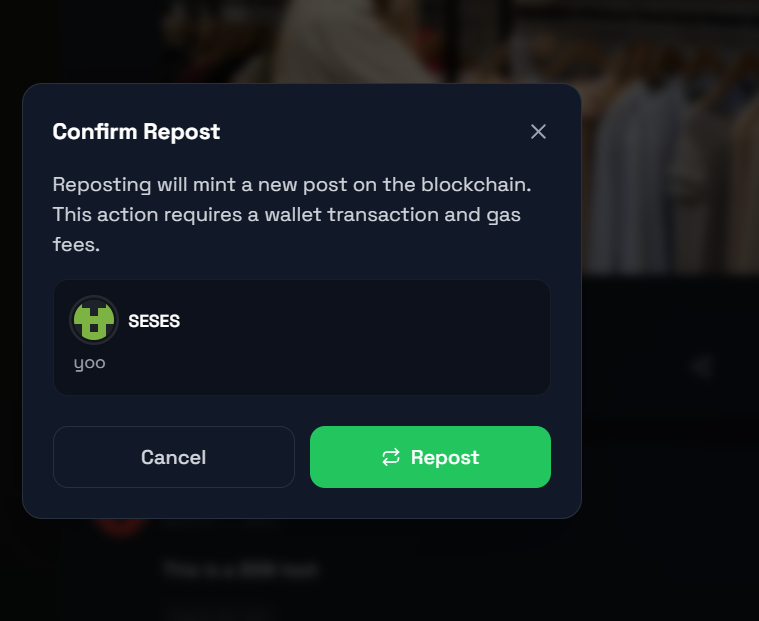 Confirm Repost
Reposting will mint a new post on the blockchain.
This action requires a wallet transaction and gas
fees.
SESES
yoo
Cancel
Repost